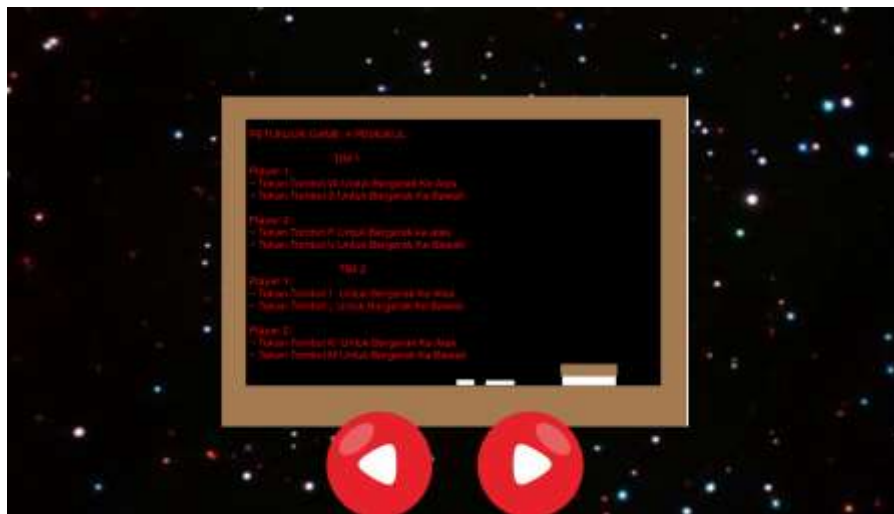 PETUNJUK GAME 4 PEMUKUL
TIM 1
Player 1:
- Tekan Tombol W Untuk Bergerak Ke Atas
- Tekan Tombol S Untuk Bergerak Ke Bawah
Player 2:
- Tekan Tombol F Untuk Bergerak Ke atas
- Tekan Tombol Untuk Bergerak Ke Bawah
TIM 2
Player 1:
- Tekan Tombol Untuk Bergerak Ke Atas
- Tekan Tombol Untuk Bergerak Ke Bawah
Player 2:
- Tekan Tombol Untuk Bergerak Ke Atas
- Tekan Tombol M Untuk Bergerak Ke Bawah